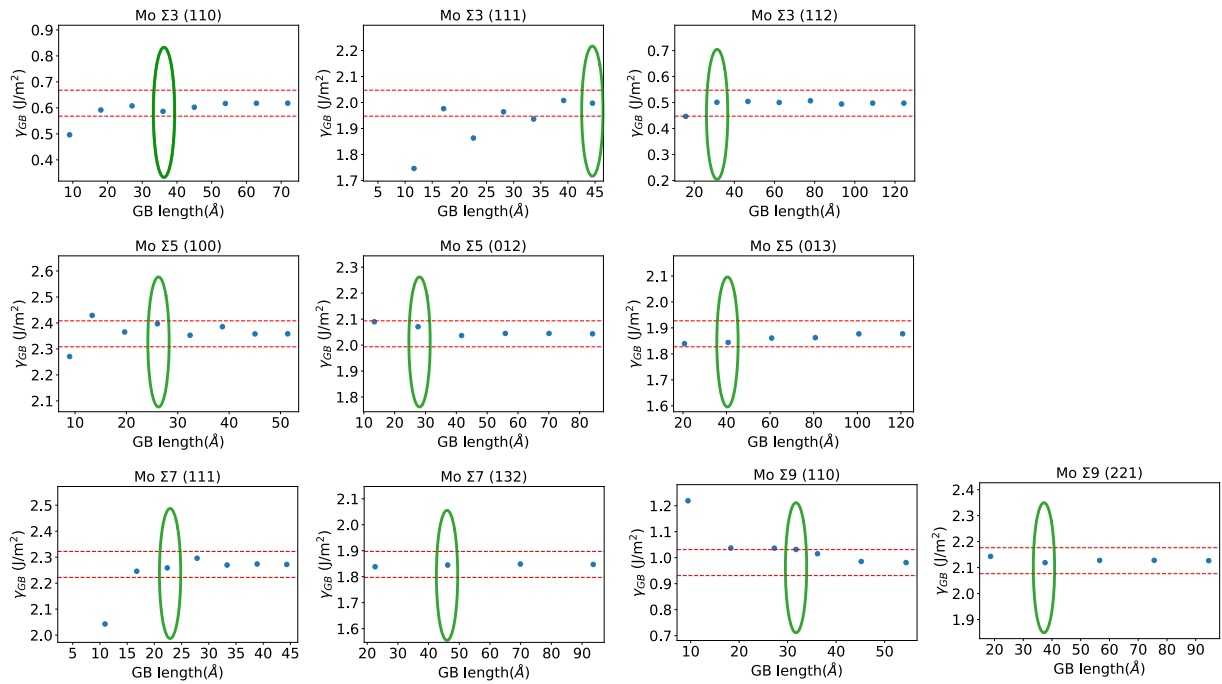 Mo Σ3 (110)
γGB (J/m²)
0.9
0.8
0.7
0.6
0.5
0.4
10 20 30 40 50 60 70
GB length(Å)
Mo Σ3 (111)
γGB (J/m²)
2.2
2.1
2.0
1.9
1.8
1.7
5 10 15 20 25 30 35 40 45
GB length(Å)
Mo Σ3 (112)
γGB (J/m²)
0.7
0.6
0.5
0.4
0.3
0.2
20 40 60 80 100 120
GB length(Å)
Mo Σ5 (100)
γGB (J/m²)
2.6
2.5
2.4
2.3
2.2
2.1
10 20 30 40 50
GB length(Å)
Mo Σ5 (012)
γGB (J/m²)
2.3
2.2
2.1
2.0
1.9
1.8
10 20 30 40 50 60 70 80
GB length(Å)
Mo Σ5 (013)
γGB (J/m²)
2.1
2.0
1.9
1.8
1.7
1.6
20 40 60 80 100 120
GB length(Å)
Mo Σ7 (111)
γGB (J/m²)
2.5
2.4
2.3
2.2
2.1
2.0
5 10 15 20 25 30 35 40 45
GB length(Å)
Mo Σ7 (132)
γGB (J/m²)
2.1
2.0
1.9
1.8
1.7
1.6
20 30 40 50 60 70 80 90
GB length(Å)
Mo Σ9 (110)
γGB (J/m²)
1.2
1.1
1.0
0.9
0.8
0.7
10 20 30 40 50
GB length(Å)
Mo Σ9 (221)
γGB (J/m²)
2.4
2.3
2.2
2.1
2.0
1.9
20 30 40 50 60 70 80 90
GB length(Å)